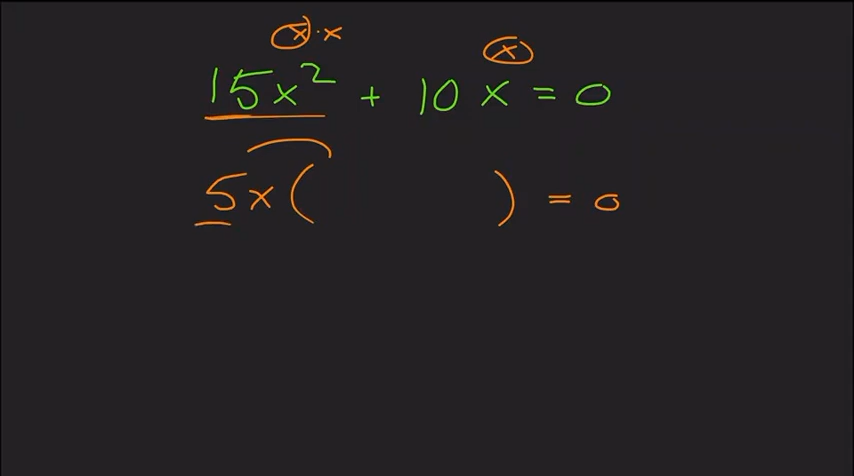 x · x x
15x² + 10x = 0
5x( ) = 0